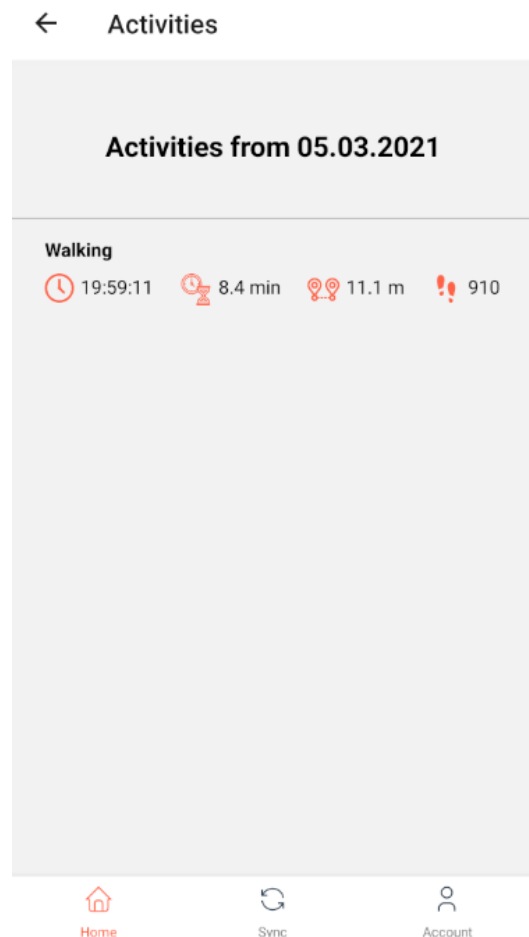 Activities
Activities from 05.03.2021
Walking
19:59:11 8.4 min 11.1 m 910
Home Sync Account